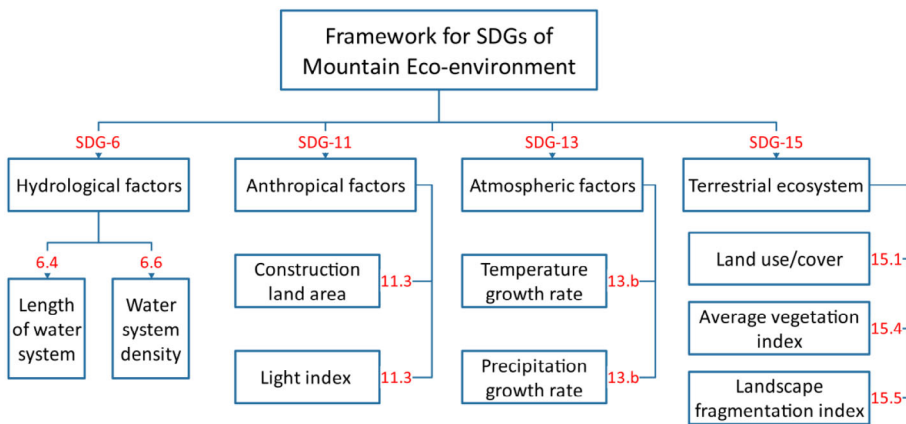 Framework for SDGs of
Mountain Eco-environment
SDG-6
SDG-11
SDG-13
SDG-15
Hydrological factors
Anthropical factors
Atmospheric factors
Terrestrial ecosystem
6.4
6.6
Length
of water
system
Water
system
density
Construction
land area
11.3
Light index
11.3
Temperature
growth rate
13.b
Precipitation
growth rate
13.b
Land use/cover
15.1
Average vegetation
index
15.4
Landscape
fragmentation index
15.5